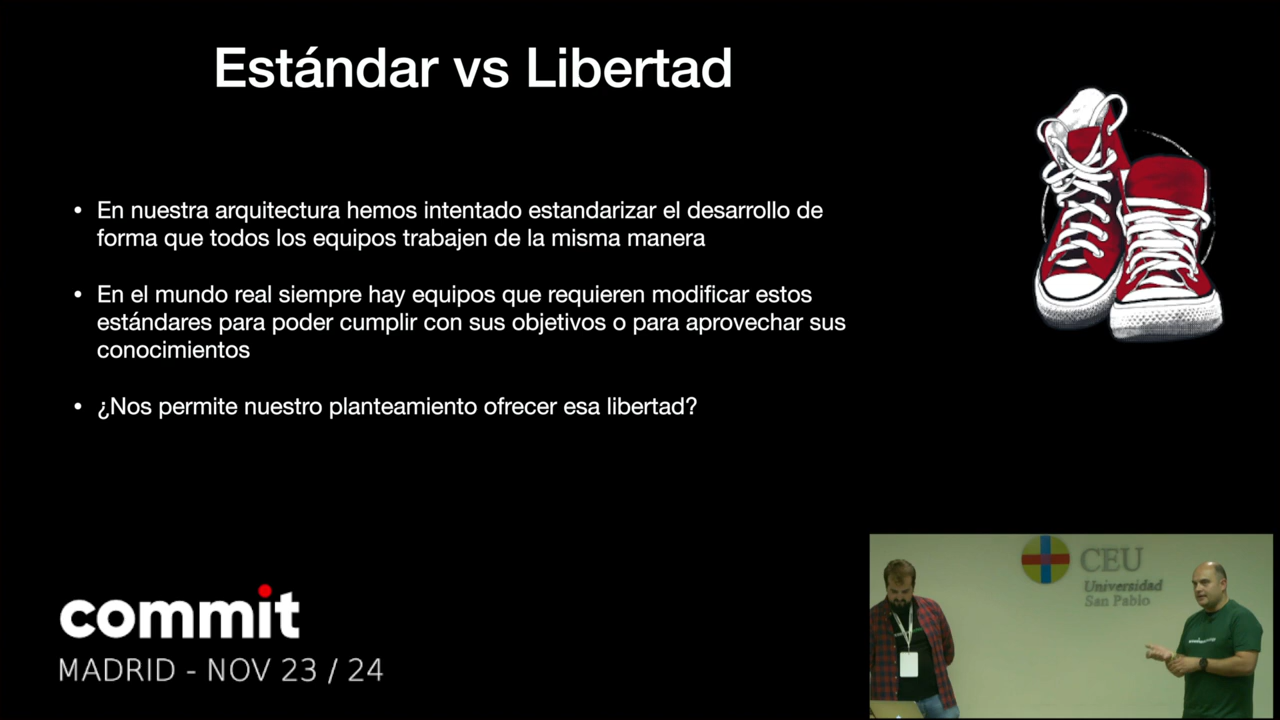 Estándar vs Libertad
• En nuestra arquitectura hemos intentado estandarizar el desarrollo de
forma que todos los equipos trabajen de la misma manera
• En el mundo real siempre hay equipos que requieren modificar estos
estándares para poder cumplir con sus objetivos o para aprovechar sus
conocimientos
• ¿Nos permite nuestro planteamiento ofrecer esa libertad?
commit
MADRID - NOV 23 / 24
CEU
Universidad
San Pablo